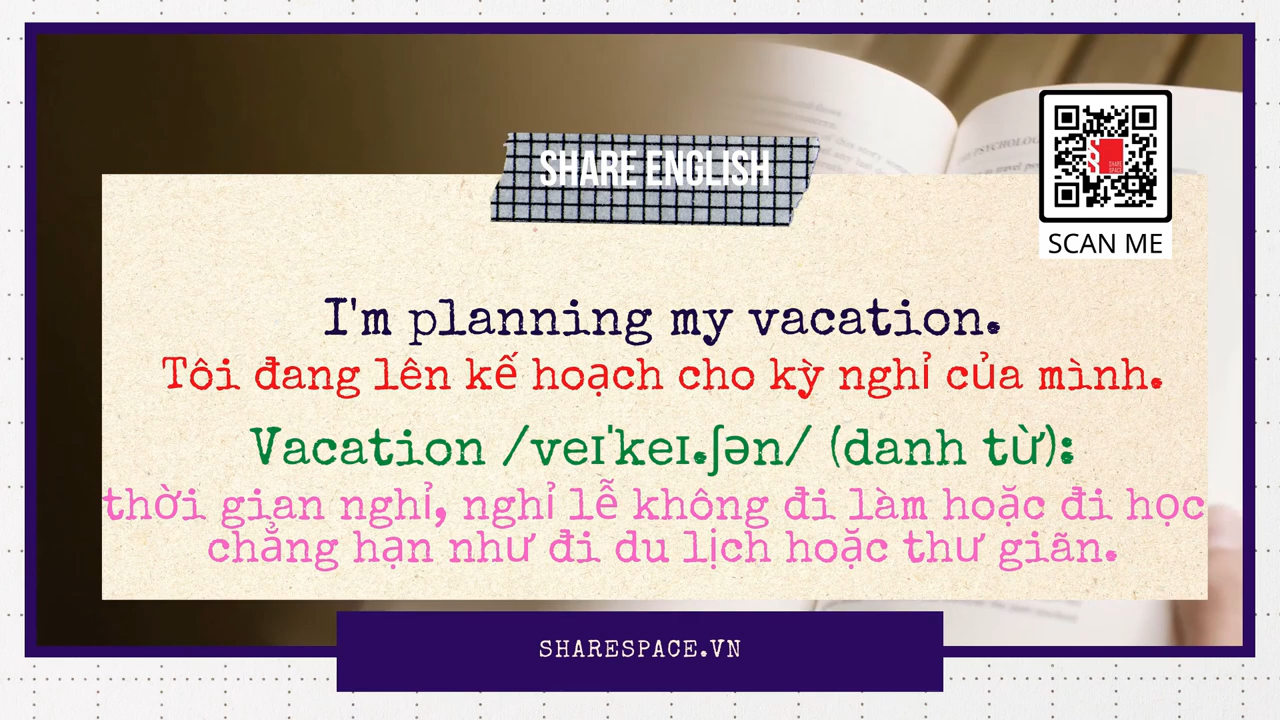 SHARE ENGLISH
SCAN ME
I'm planning my vacation.
Tôi đang lên kế hoạch cho kỳ nghỉ của mình.
Vacation /veɪˈkeɪ.ʃən/ (danh từ):
thời gian nghỉ, nghỉ lễ không đi làm hoặc đi học
chẳng hạn như đi du lịch hoặc thư giãn.
SHARESPACE.VN